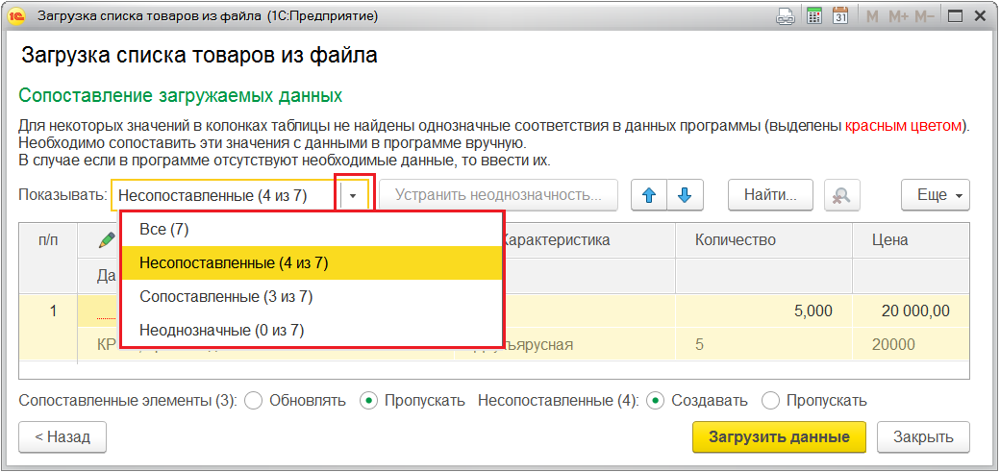 Загрузка списка товаров из файла (1С:Предприятие)
M M+ M-
Загрузка списка товаров из файла
Сопоставление загружаемых данных
Для некоторых значений в колонках таблицы не найдены однозначные соответствия в данных программы (выделены красным цветом).
Необходимо сопоставить эти значения с данными в программе вручную.
В случае если в программе отсутствуют необходимые данные, то ввести их.
Показывать: Несопоставленные (4 из 7) Устранить неоднозначность... Найти... Еще
Все (7)
Несопоставленные (4 из 7)
Сопоставленные (3 из 7)
Неоднозначные (0 из 7)
п/п Характеристика Количество Цена
Да
1 5,000 20 000,00
КР 5 20000
Сопоставленные элементы (3): Обновлять Пропускать Несопоставленные (4): Создавать Пропускать
< Назад Загрузить данные Закрыть